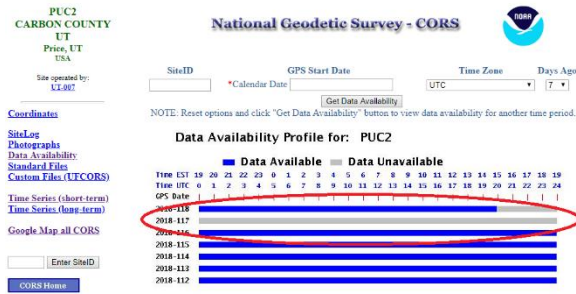 PUC2
CARBON COUNTY
UT
Price, UT
USA
Site operated by:
UT-007
Coordinates
SiteLog
Photographs
Data Availability
Standard Files
Custom Files (UFCORS)
Time Series (short-term)
Time Series (long-term)
Google Map all CORS
Enter SiteID
CORS Home
National Geodetic Survey - CORS
NOAA
SiteID GPS Start Date Time Zone Days Ago
*Calendar Date UTC 7
Get Data Availability
NOTE: Reset options and click "Get Data Availability" button to view data availability for another time period.
Data Availability Profile for: PUC2
Data Available Data Unavailable
Time EST 19 20 21 22 23 0 1 2 3 4 5 6 7 8 9 10 11 12 13 14 15 16 17 18 19
Time UTC 0 1 2 3 4 5 6 7 8 9 10 11 12 13 14 15 16 17 18 19 20 21 22 23 24
GPS Date
2018-118
2018-117
2018-116
2018-115
2018-114
2018-113
2018-112